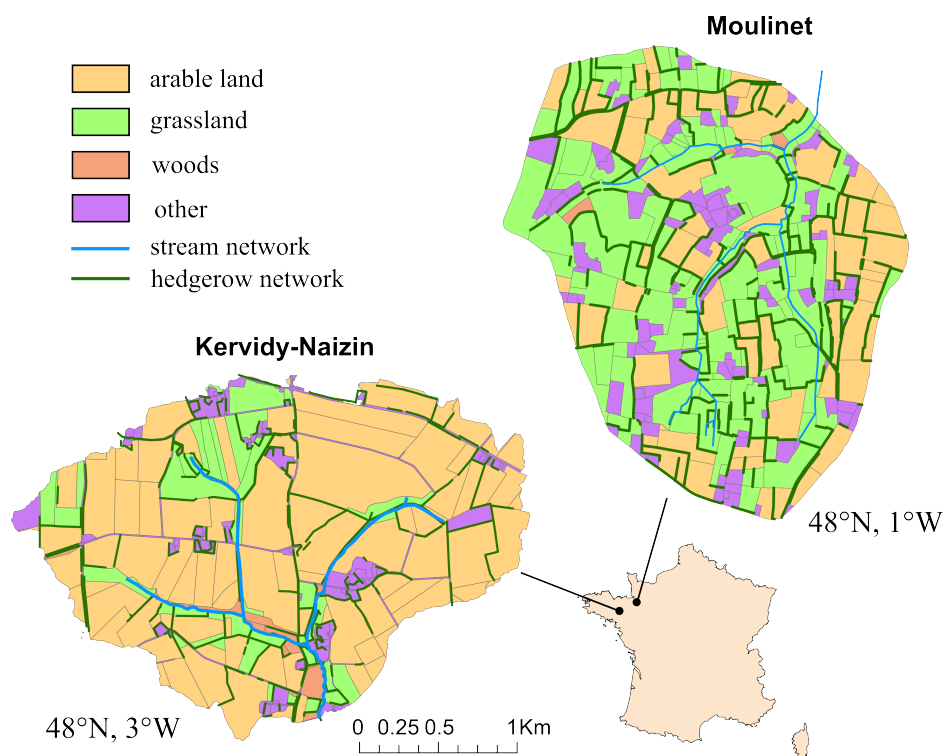 Moulinet
arable land
grassland
woods
other
stream network
hedgerow network
Kervidy-Naizin
48°N, 1°W
48°N, 3°W
0 0.25 0.5 1Km